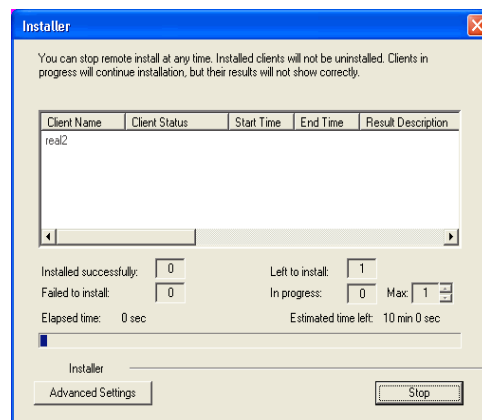 Installer
You can stop remote install at any time. Installed clients will not be uninstalled. Clients in
progress will continue installation, but their results will not show correctly.
Client Name Client Status Start Time End Time Result Description
real2
Installed successfully: 0 Left to install: 1
Failed to install: 0 In progress: 0 Max: 1
Elapsed time: 0 sec Estimated time left: 10 min 0 sec
Installer
Advanced Settings Stop